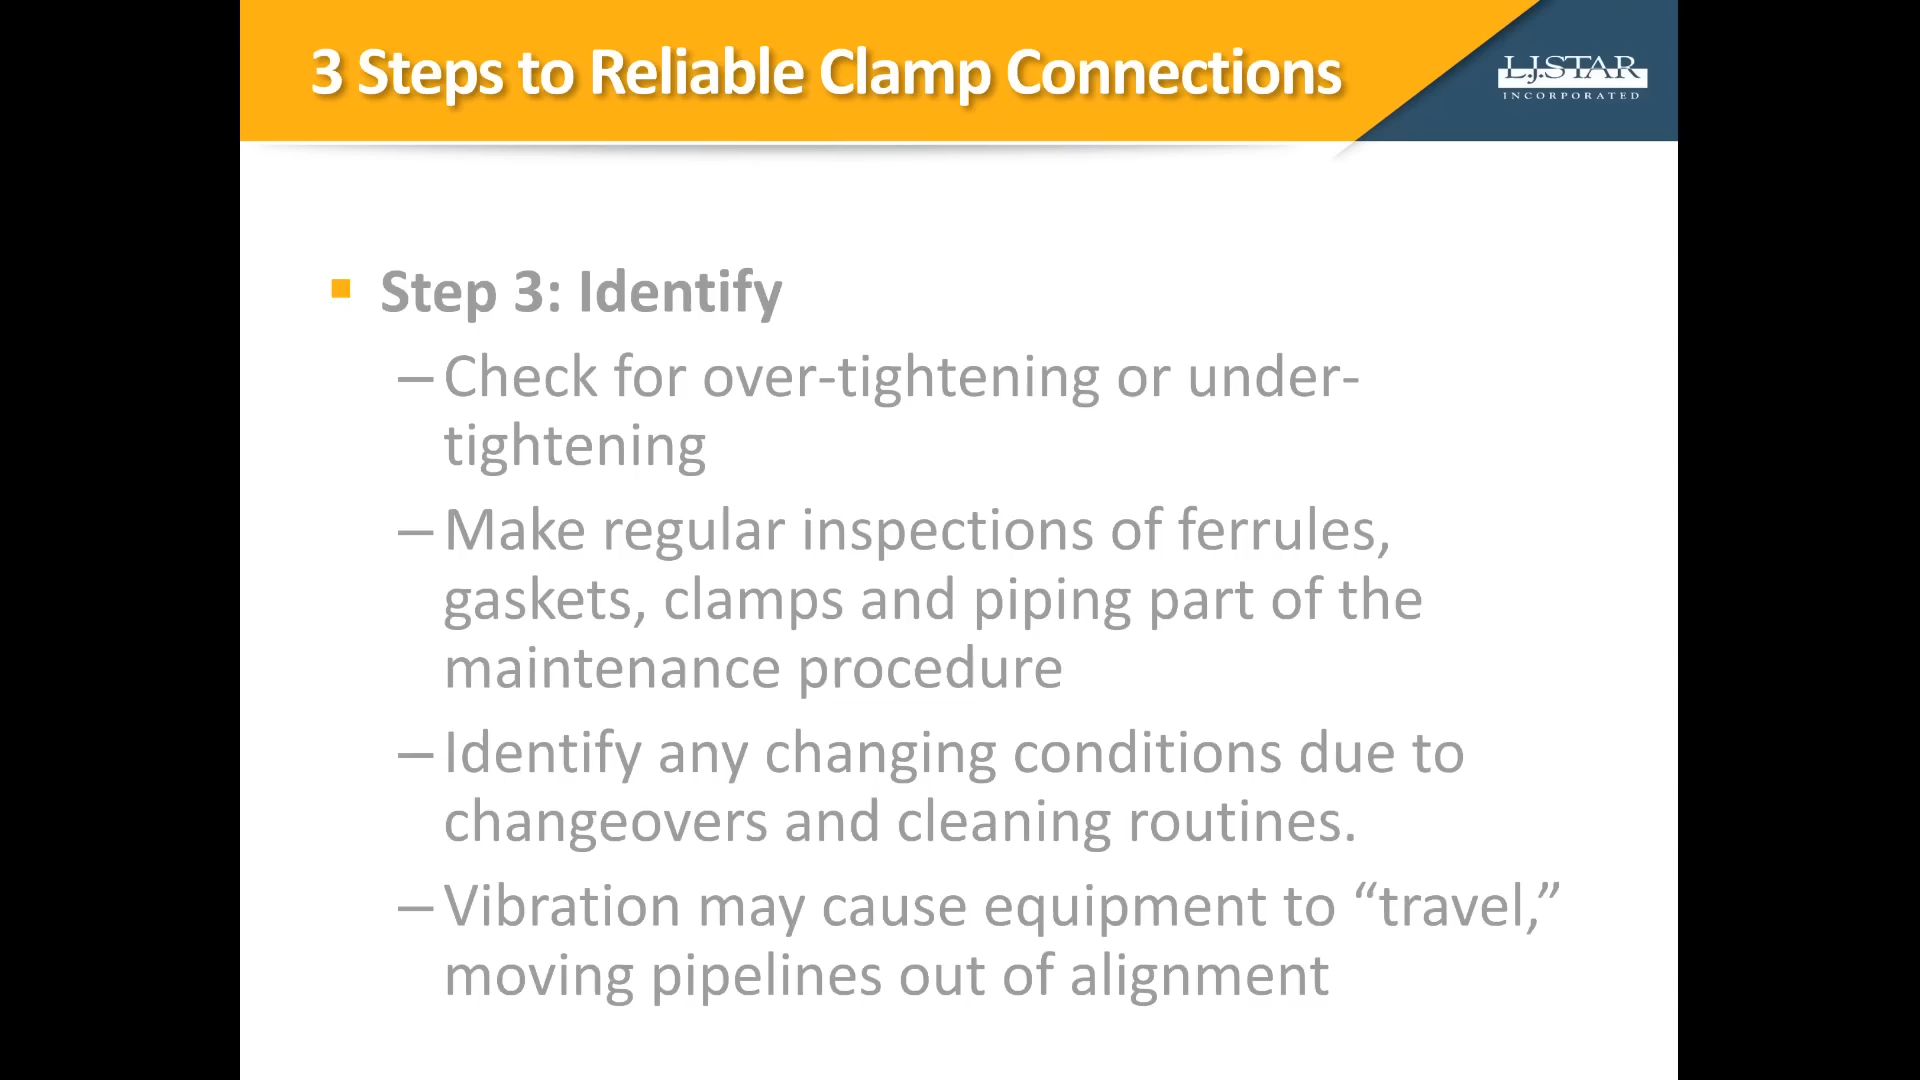 3 Steps to Reliable Clamp Connections
L.J.STAR
INCORPORATED
▪ Step 3: Identify
– Check for over-tightening or under-
tightening
– Make regular inspections of ferrules,
gaskets, clamps and piping part of the
maintenance procedure
– Identify any changing conditions due to
changeovers and cleaning routines.
– Vibration may cause equipment to “travel,”
moving pipelines out of alignment